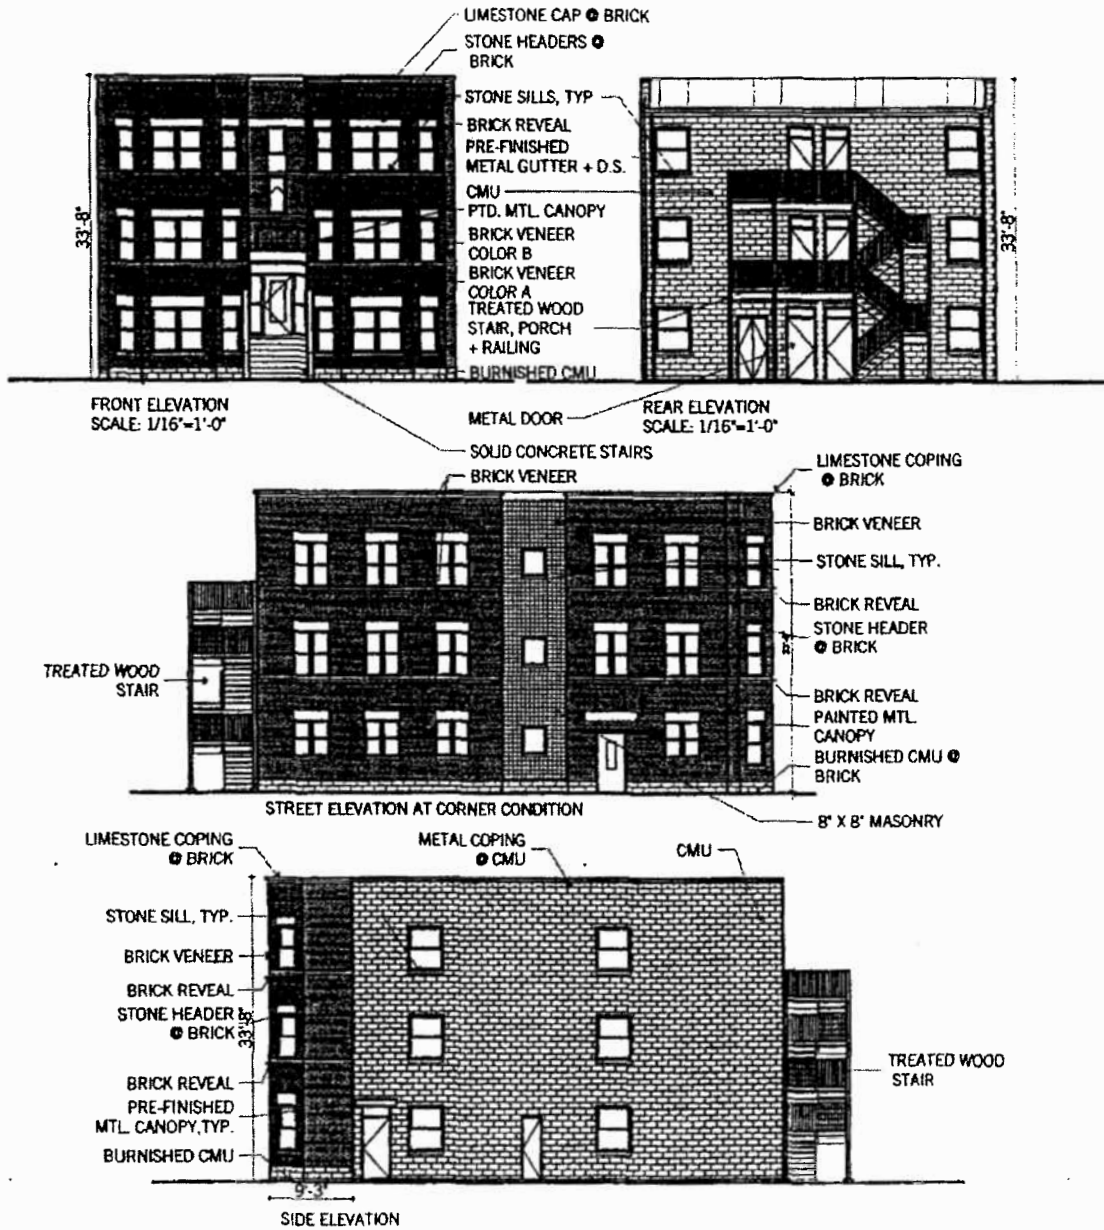 LIMESTONE CAP @ BRICK
STONE HEADERS @
BRICK
STONE SILLS, TYP
BRICK REVEAL
PRE-FINISHED
METAL GUTTER + D.S.
CMU
PTD. MTL. CANOPY
BRICK VENEER
COLOR B
BRICK VENEER
COLOR A
TREATED WOOD
STAIR, PORCH
+ RAILING
BURNISHED CMU
33'-8"
33'-8"
FRONT ELEVATION
SCALE: 1/16"=1'-0"
METAL DOOR
REAR ELEVATION
SCALE: 1/16"=1'-0"
SOLID CONCRETE STAIRS
BRICK VENEER
LIMESTONE COPING
@ BRICK
BRICK VENEER
STONE SILL, TYP.
BRICK REVEAL
STONE HEADER
@ BRICK
TREATED WOOD
STAIR
BRICK REVEAL
PAINTED MTL.
CANOPY
BURNISHED CMU @
BRICK
STREET ELEVATION AT CORNER CONDITION
8" X 8" MASONRY
LIMESTONE COPING
@ BRICK
METAL COPING
@ CMU
CMU
STONE SILL, TYP.
BRICK VENEER
BRICK REVEAL
STONE HEADER
@ BRICK
33'-8"
BRICK REVEAL
PRE-FINISHED
MTL. CANOPY, TYP.
BURNISHED CMU
TREATED WOOD
STAIR
9'-3"
SIDE ELEVATION